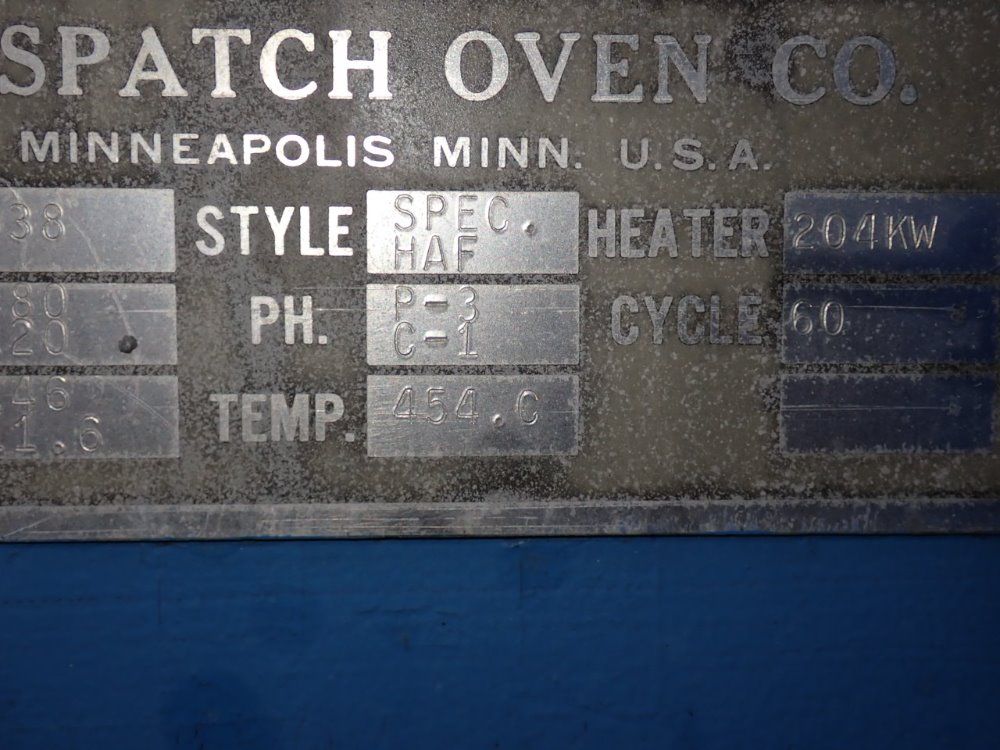 SPATCH OVEN CO.
MINNEAPOLIS MINN. U.S.A.
38 STYLE SPEC. HAF HEATER 204KW
80 20 PH. P-3 C-1 CYCLE 60
46 1.6 TEMP. 454.C